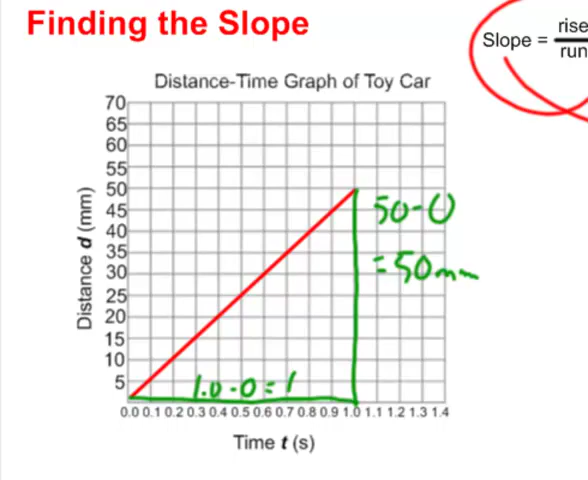 Finding the Slope
Slope = rise
run
Distance-Time Graph of Toy Car
70
65
60
55
50
45
40
35
30
25
20
15
10
5
Distance d (mm)
50-0
=50mm
1.0-0=1
0.0 0.1 0.2 0.3 0.4 0.5 0.6 0.7 0.8 0.9 1.0 1.1 1.2 1.3 1.4
Time t (s)